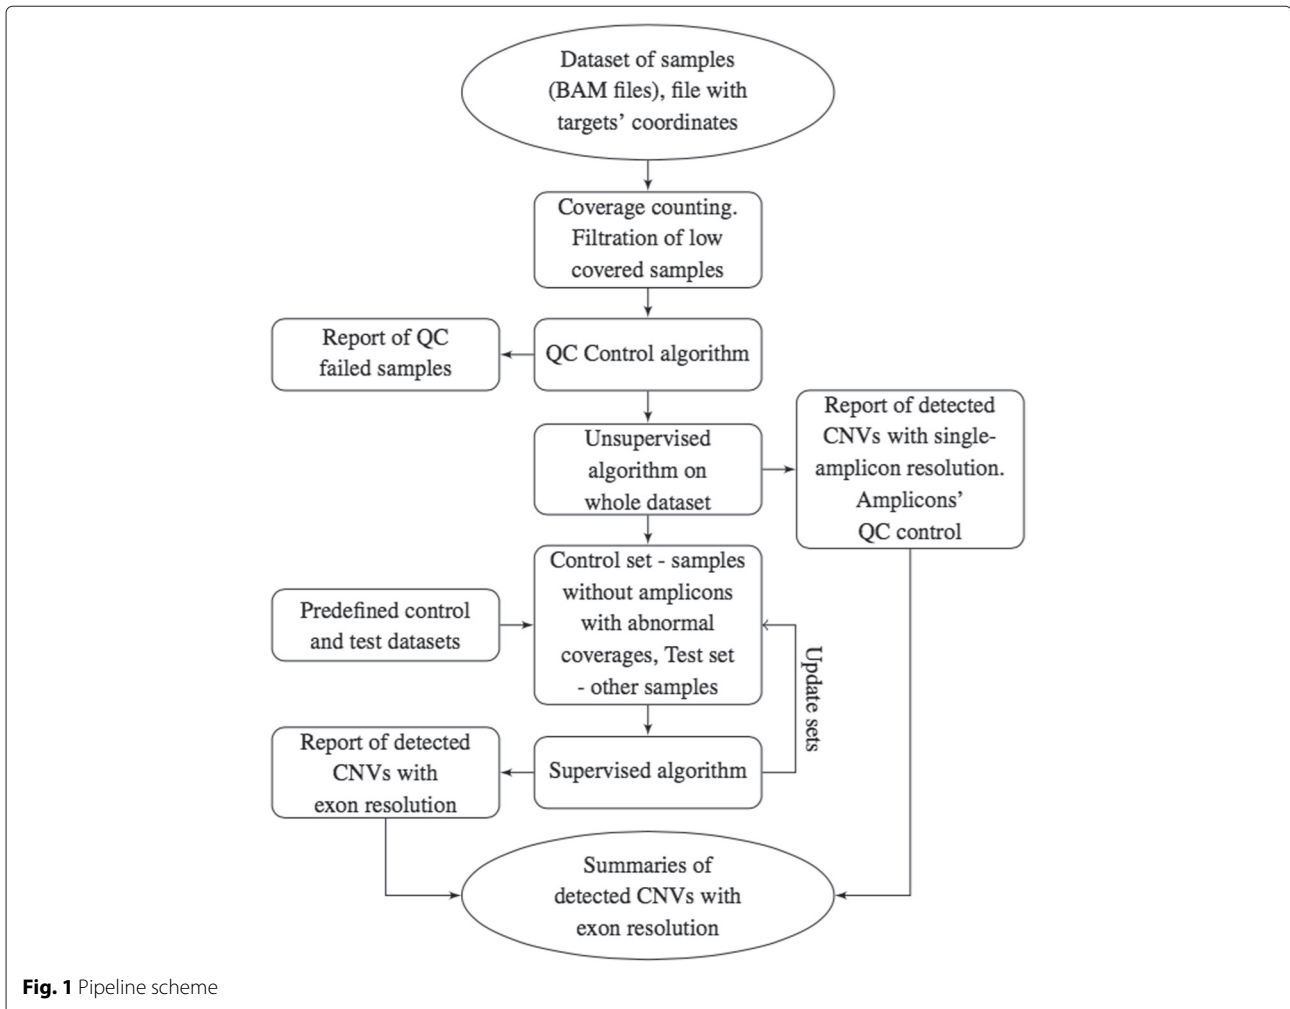 Dataset of samples
(BAM files), file with
targets’ coordinates
Coverage counting.
Filtration of low
covered samples
Report of QC
failed samples
QC Control algorithm
Unsupervised
algorithm on
whole dataset
Report of detected
CNVs with single-
amplicon resolution.
Amplicons’
QC control
Predefined control
and test datasets
Control set - samples
without amplicons
with abnormal
coverages, Test set
- other samples
Update sets
Report of detected
CNVs with
exon resolution
Supervised algorithm
Summaries of
detected CNVs with
exon resolution
Fig. 1 Pipeline scheme